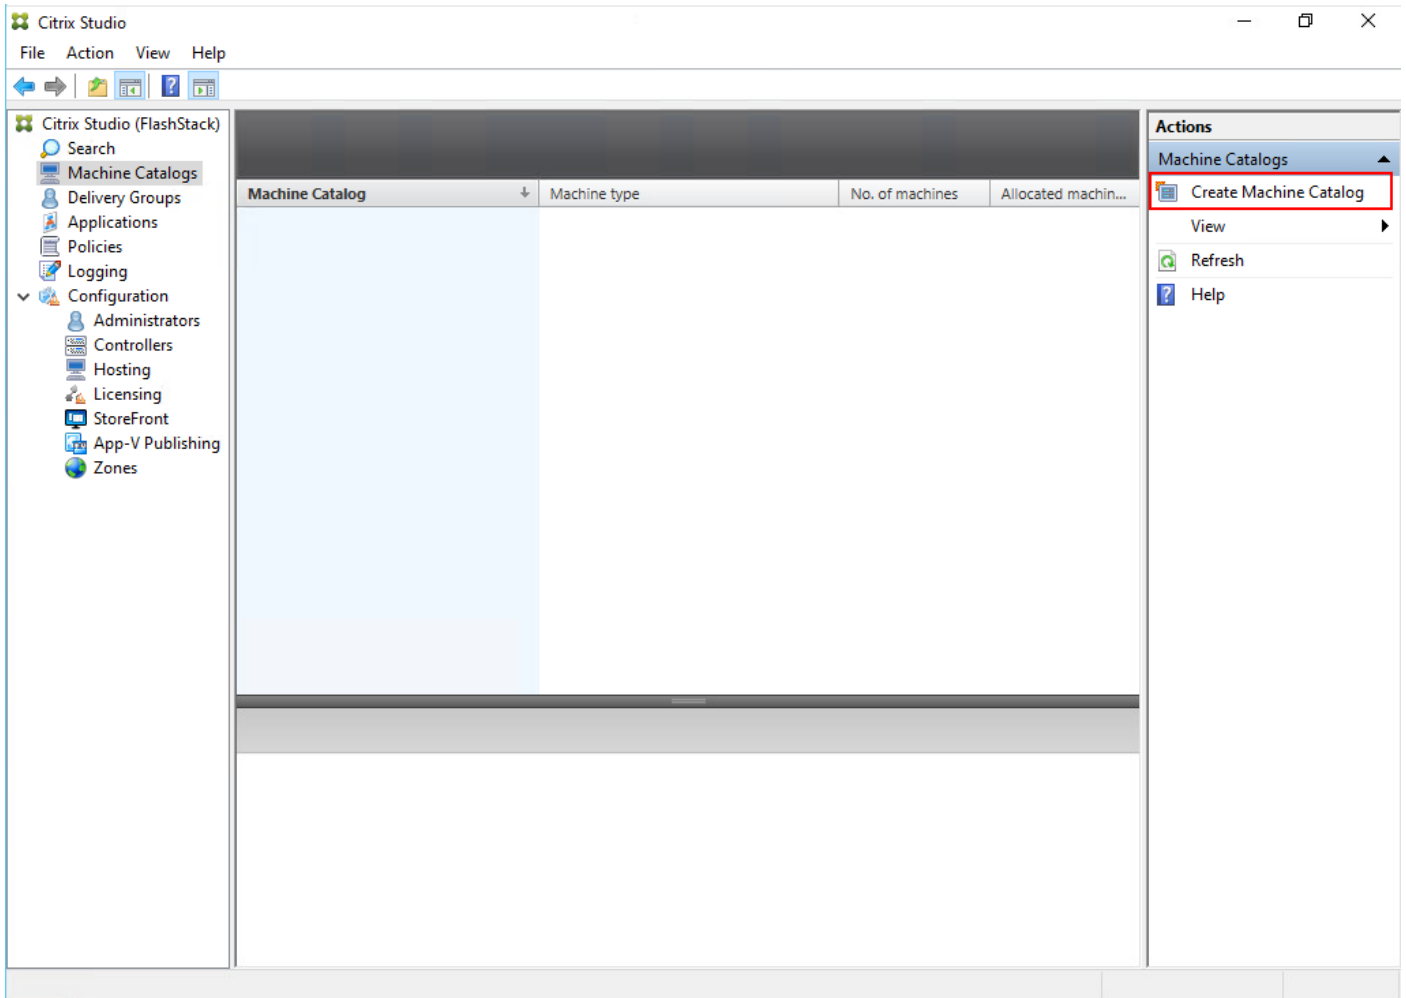 Citrix Studio
File Action View Help
Citrix Studio (FlashStack)
Search
Machine Catalogs
Delivery Groups
Applications
Policies
Logging
Configuration
Administrators
Controllers
Hosting
Licensing
StoreFront
App-V Publishing
Zones
Machine Catalog Machine type No. of machines Allocated machin...
Actions
Machine Catalogs
Create Machine Catalog
View
Refresh
Help